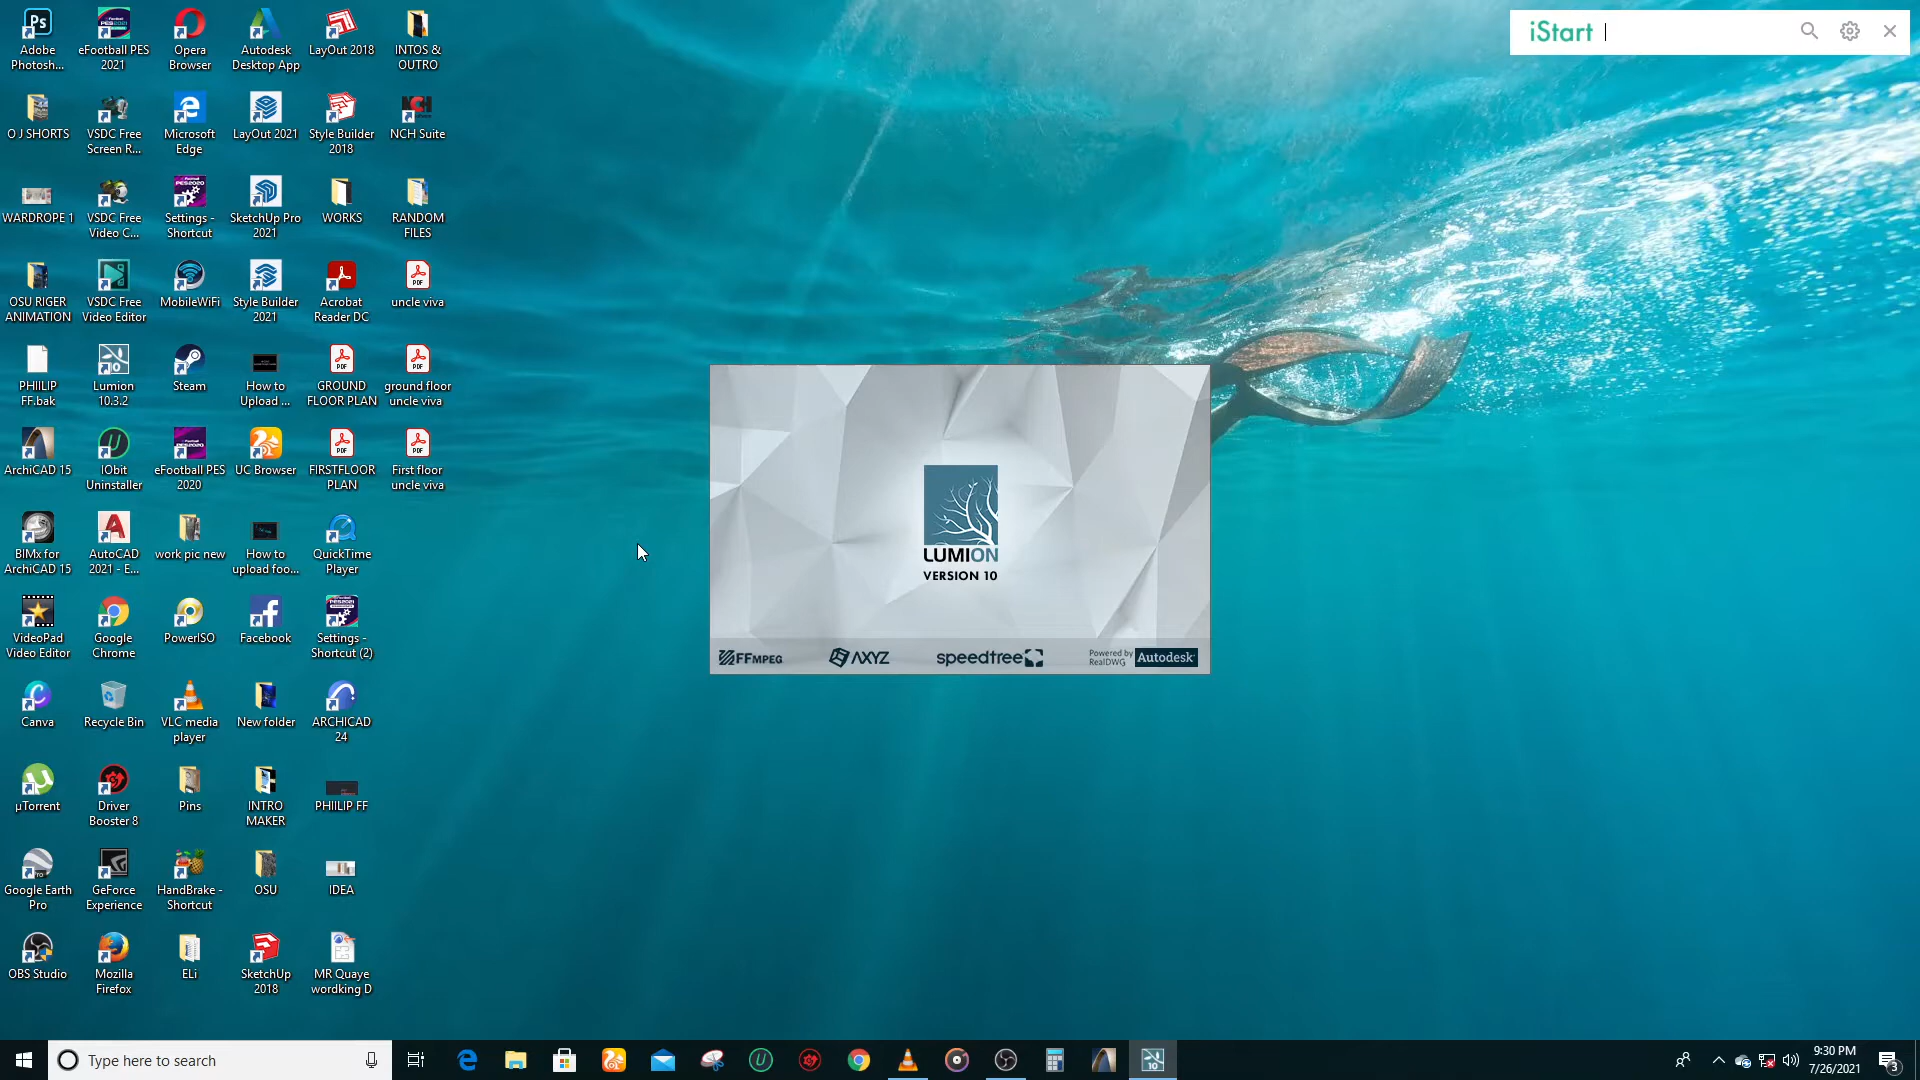 Adobe
Photosh...
eFootball PES
2021
Opera
Browser
Autodesk
Desktop App
LayOut 2018
INTOS &
OUTRO
O J SHORTS
VSDC Free
Screen R...
Microsoft
Edge
LayOut 2021
Style Builder
2018
NCH Suite
WARDROPE 1
VSDC Free
Video C...
Settings -
Shortcut
SketchUp Pro
2021
WORKS
RANDOM
FILES
OSU RIGER
ANIMATION
VSDC Free
Video Editor
MobileWiFi
Style Builder
2021
Acrobat
Reader DC
uncle viva
PHIILIP
FF.bak
Lumion
10.3.2
Steam
How to
Upload ...
GROUND
FLOOR PLAN
ground floor
uncle viva
ArchiCAD 15
IObit
Uninstaller
eFootball PES
2020
UC Browser
FIRSTFLOOR
PLAN
First floor
uncle viva
BIMx for
ArchiCAD 15
AutoCAD
2021 - E...
work pic new
How to
upload foo...
QuickTime
Player
VideoPad
Video Editor
Google
Chrome
PowerISO
Facebook
Settings -
Shortcut (2)
Canva
Recycle Bin
VLC media
player
New folder
ARCHICAD
24
µTorrent
Driver
Booster 8
Pins
INTRO
MAKER
PHIILIP FF
Google Earth
Pro
GeForce
Experience
HandBrake -
Shortcut
OSU
IDEA
OBS Studio
Mozilla
Firefox
ELi
SketchUp
2018
MR Quaye
wordking D
iStart
LUMION
VERSION 10
FFMPEG
AXYZ
speedtree
Powered by
RealDWG
Autodesk
Type here to search
9:30 PM
7/26/2021
3